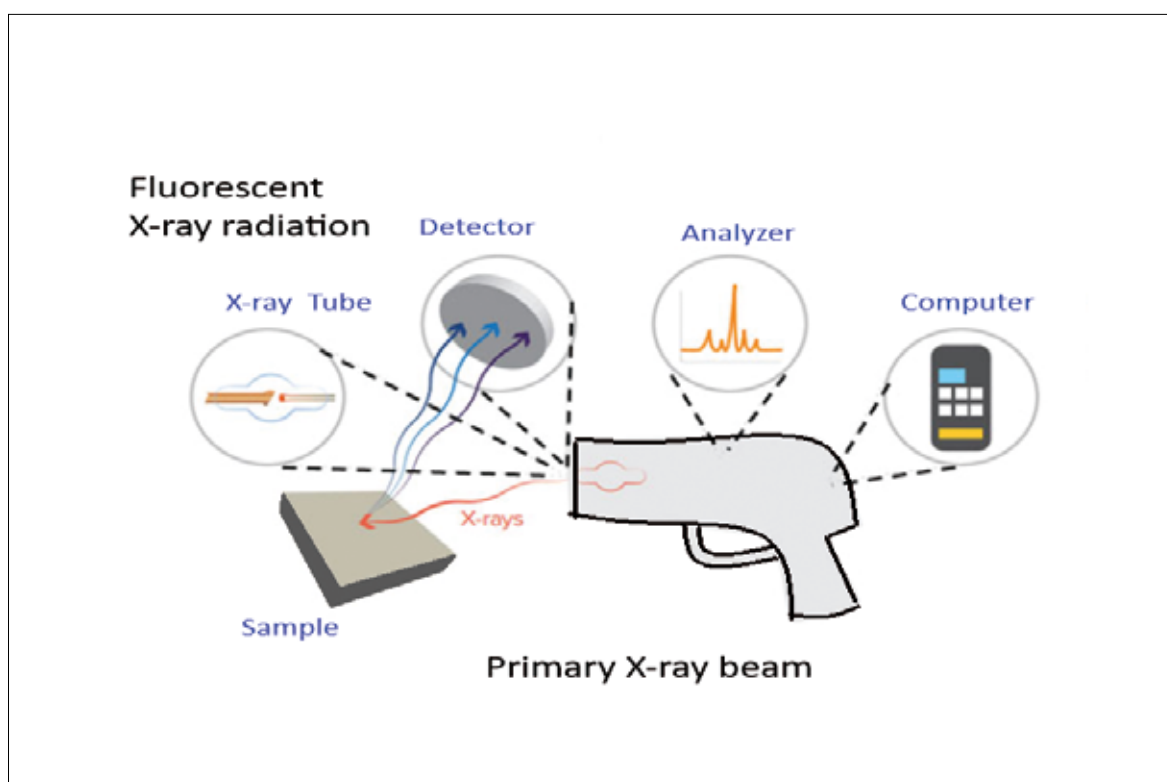 Fluorescent
X-ray radiation
Detector
Analyzer
X-ray Tube
Computer
X-rays
Sample
Primary X-ray beam